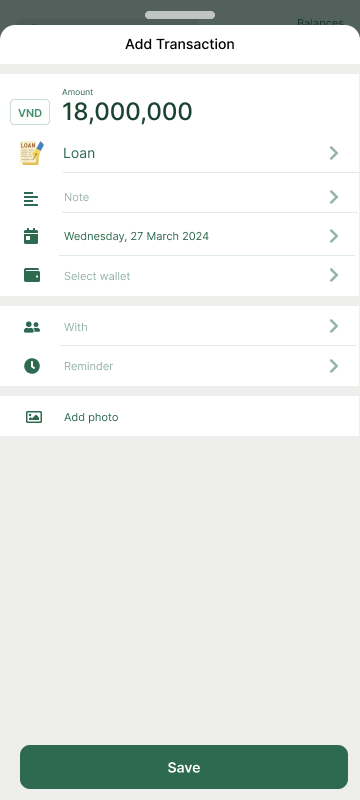 Balances
Add Transaction
Amount
VND
18,000,000
LOAN
Loan
Note
Wednesday, 27 March 2024
Select wallet
With
Reminder
Add photo
Save